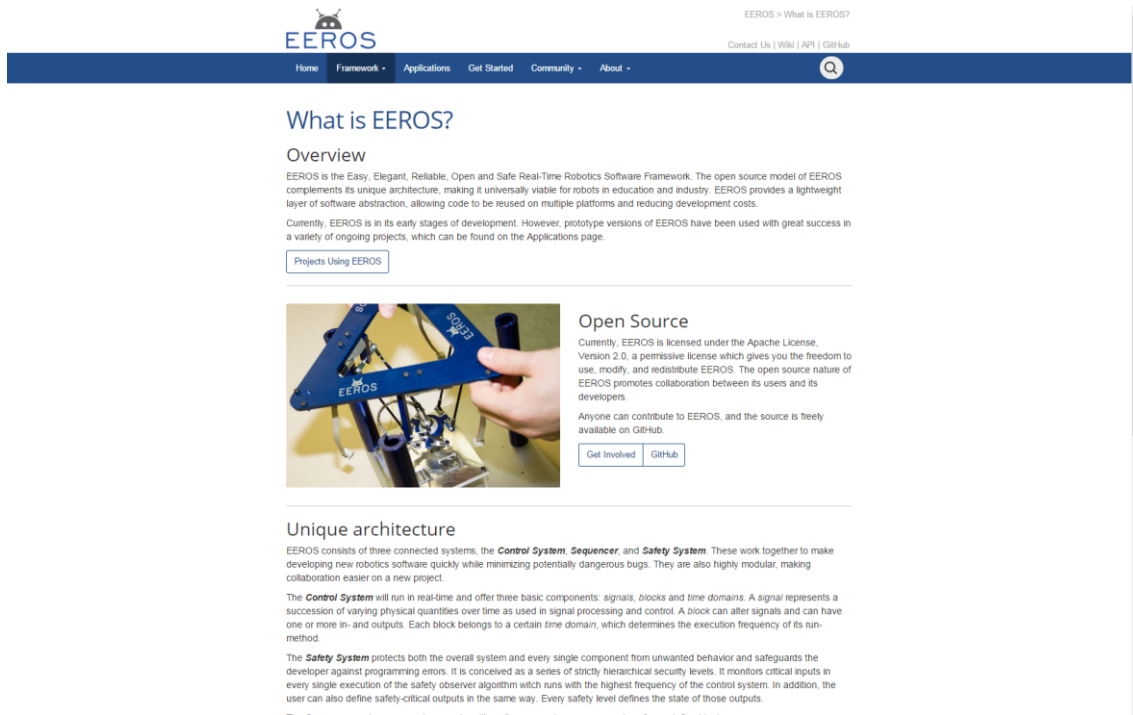 EEROS > What is EEROS?
EEROS
Contact Us | Wiki | API | GitHub
Home Framework Applications Get Started Community About
What is EEROS?
Overview
EEROS is the Easy, Elegant, Reliable, Open and Safe Real-Time Robotics Software Framework. The open source model of EEROS
complements its unique architecture, making it universally viable for robots in education and industry. EEROS provides a lightweight
layer of software abstraction, allowing code to be reused on multiple platforms and reducing development costs.
Currently, EEROS is in its early stages of development. However, prototype versions of EEROS have been used with great success in
a variety of ongoing projects, which can be found on the Applications page.
Projects Using EEROS
EEROS
EEROS
Open Source
Currently, EEROS is licensed under the Apache License,
Version 2.0, a permissive license which gives you the freedom to
use, modify, and redistribute EEROS. The open source nature of
EEROS promotes collaboration between its users and its
developers.
Anyone can contribute to EEROS, and the source is freely
available on GitHub.
Get Involved GitHub
Unique architecture
EEROS consists of three connected systems, the Control System, Sequencer, and Safety System. These work together to make
developing new robotics software quickly while minimizing potentially dangerous bugs. They are also highly modular, making
collaboration easier on a new project.
The Control System will run in real-time and offer three basic components: signals, blocks and time domains. A signal represents a
succession of varying physical quantities over time as used in signal processing and control. A block can alter signals and can have
one or more in- and outputs. Each block belongs to a certain time domain, which determines the execution frequency of its run-
method.
The Safety System protects both the overall system and every single component from unwanted behavior and safeguards the
developer against programming errors. It is conceived as a series of strictly hierarchical security levels. It monitors critical inputs in
every single execution of the safety observer algorithm witch runs with the highest frequency of the control system. In addition, the
user can also define safety-critical outputs in the same way. Every safety level defines the state of those outputs.